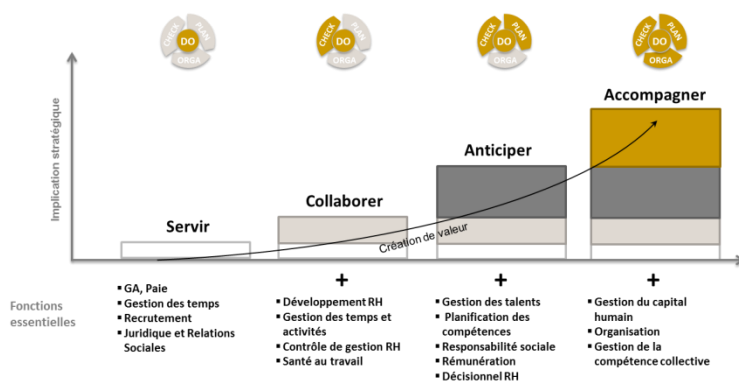 CHECK PLAN DO ORGA
CHECK PLAN DO ORGA
CHECK PLAN DO ORGA
CHECK PLAN DO ORGA
Implication stratégique
Servir
Collaborer
Anticiper
Accompagner
Création de valeur
+
+
+
Fonctions
essentielles
▪ GA, Paie
▪ Gestion des temps
▪ Recrutement
▪ Juridique et Relations
Sociales
▪ Développement RH
▪ Gestion des temps et
activités
▪ Contrôle de gestion RH
▪ Santé au travail
▪ Gestion des talents
▪ Planification des
compétences
▪ Responsabilité sociale
▪ Rémunération
▪ Décisionnel RH
▪ Gestion du capital
humain
▪ Organisation
▪ Gestion de la
compétence collective